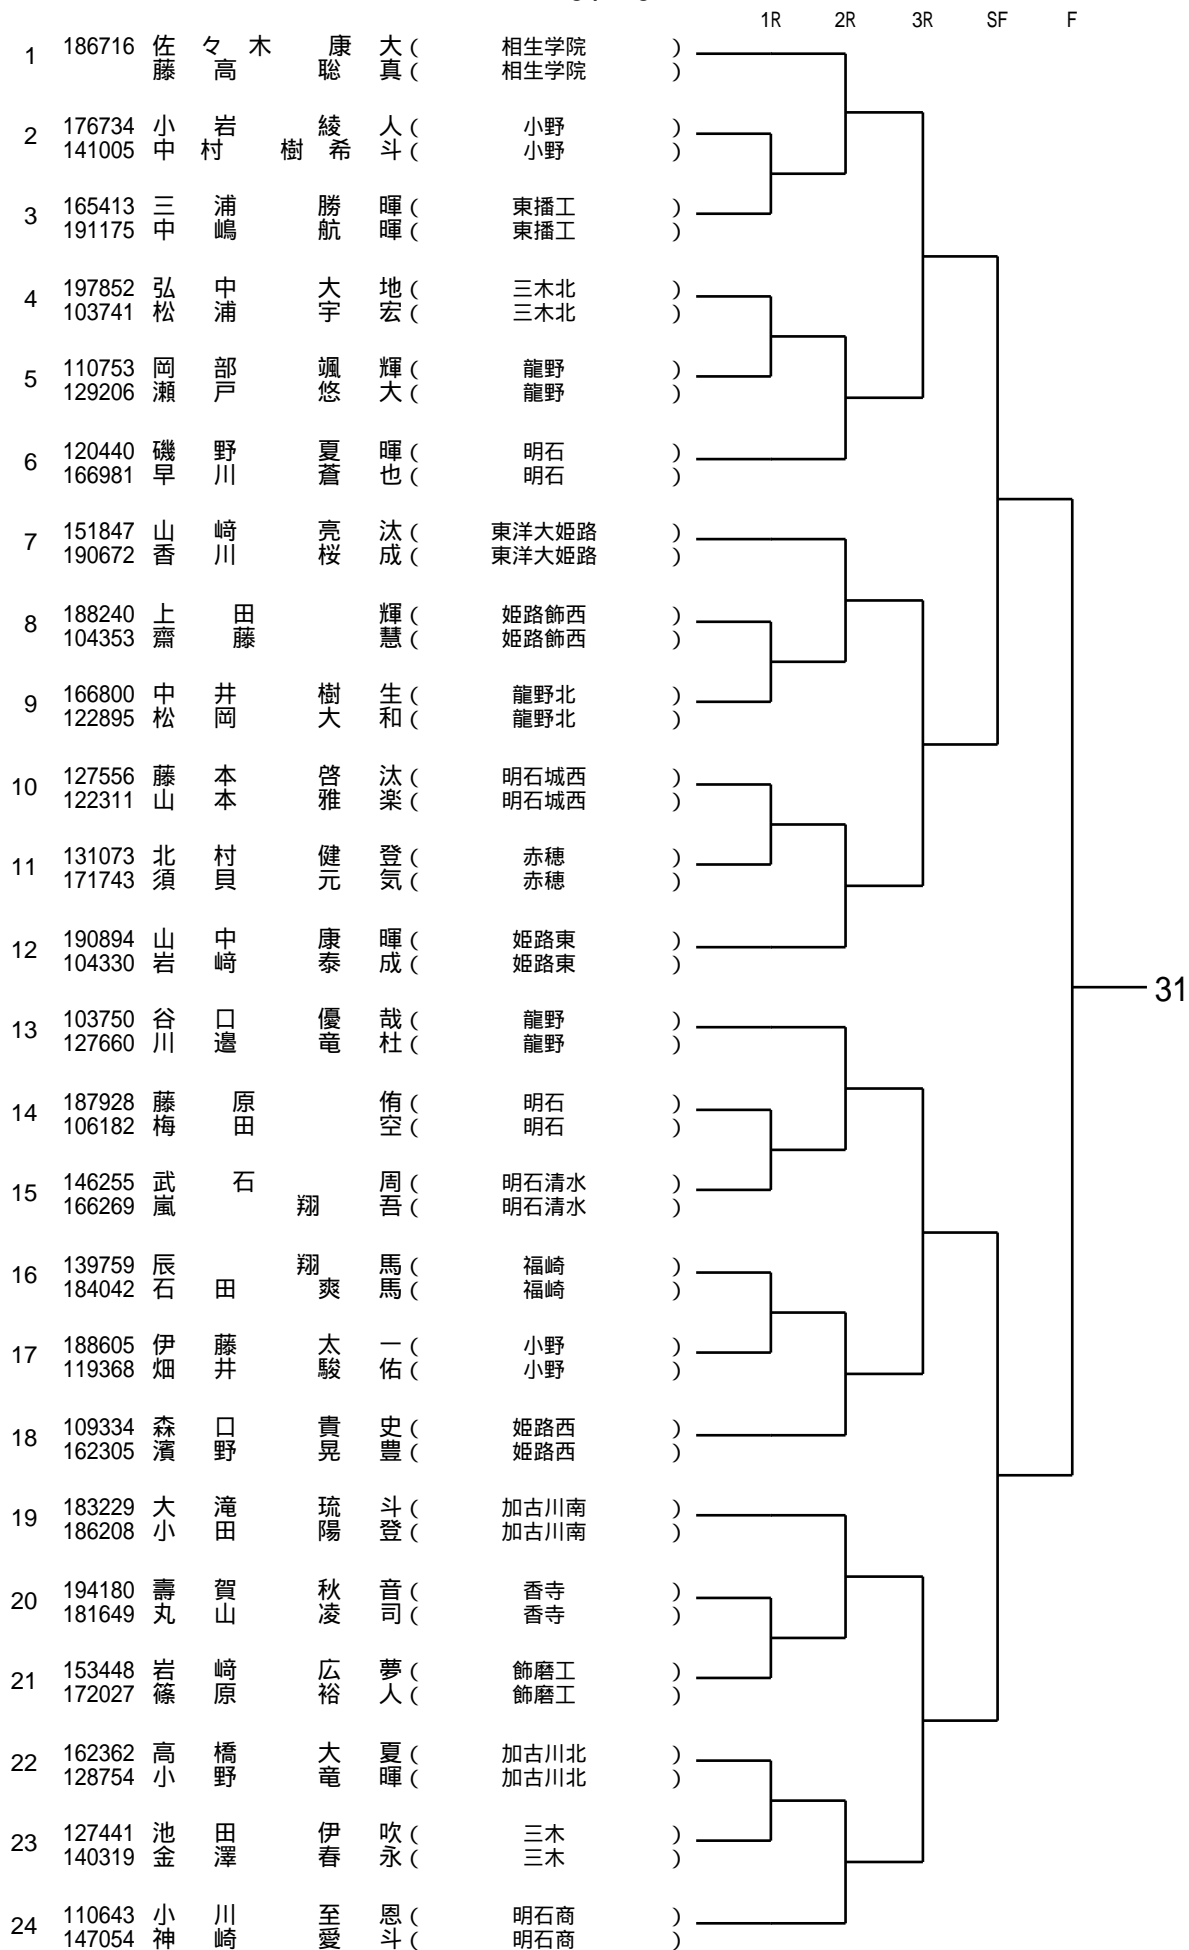 1R 2R 3R SF F
1 186716 佐々木 康大 ( 相生学院 )
藤高 聡真 ( 相生学院 )
2 176734 小岩 綾人 ( 小野 )
141005 中村 樹希斗 ( 小野 )
3 165413 三浦 勝暉 ( 東播工 )
191175 中嶋 航暉 ( 東播工 )
4 197852 弘中 大地 ( 三木北 )
103741 松浦 宇宏 ( 三木北 )
5 110753 岡部 颯輝 ( 龍野 )
129206 瀬戸 悠大 ( 龍野 )
6 120440 磯野 夏暉 ( 明石 )
166981 早川 蒼也 ( 明石 )
7 151847 山﨑 亮汰 ( 東洋大姫路 )
190672 香川 桜成 ( 東洋大姫路 )
8 188240 上田 輝 ( 姫路飾西 )
104353 齋藤 慧 ( 姫路飾西 )
9 166800 中井 樹生 ( 龍野北 )
122895 松岡 大和 ( 龍野北 )
10 127556 藤本 啓汰 ( 明石城西 )
122311 山本 雅楽 ( 明石城西 )
11 131073 北村 健登 ( 赤穂 )
171743 須貝 元気 ( 赤穂 )
12 190894 山中 康暉 ( 姫路東 )
104330 岩﨑 泰成 ( 姫路東 )
31
13 103750 谷口 優哉 ( 龍野 )
127660 川邉 竜杜 ( 龍野 )
14 187928 藤原 侑 ( 明石 )
106182 梅田 空 ( 明石 )
15 146255 武石 周 ( 明石清水 )
166269 嵐 翔吾 ( 明石清水 )
16 139759 辰 翔馬 ( 福崎 )
184042 石田 爽馬 ( 福崎 )
17 188605 伊藤 太一 ( 小野 )
119368 畑井 駿佑 ( 小野 )
18 109334 森口 貴史 ( 姫路西 )
162305 濱野 晃豊 ( 姫路西 )
19 183229 大滝 琉斗 ( 加古川南 )
186208 小田 陽登 ( 加古川南 )
20 194180 壽賀 秋音 ( 香寺 )
181649 丸山 凌司 ( 香寺 )
21 153448 岩﨑 広夢 ( 飾磨工 )
172027 篠原 裕人 ( 飾磨工 )
22 162362 高橋 大夏 ( 加古川北 )
128754 小野 竜暉 ( 加古川北 )
23 127441 池田 伊吹 ( 三木 )
140319 金澤 春永 ( 三木 )
24 110643 小川 至恩 ( 明石商 )
147054 神崎 愛斗 ( 明石商 )